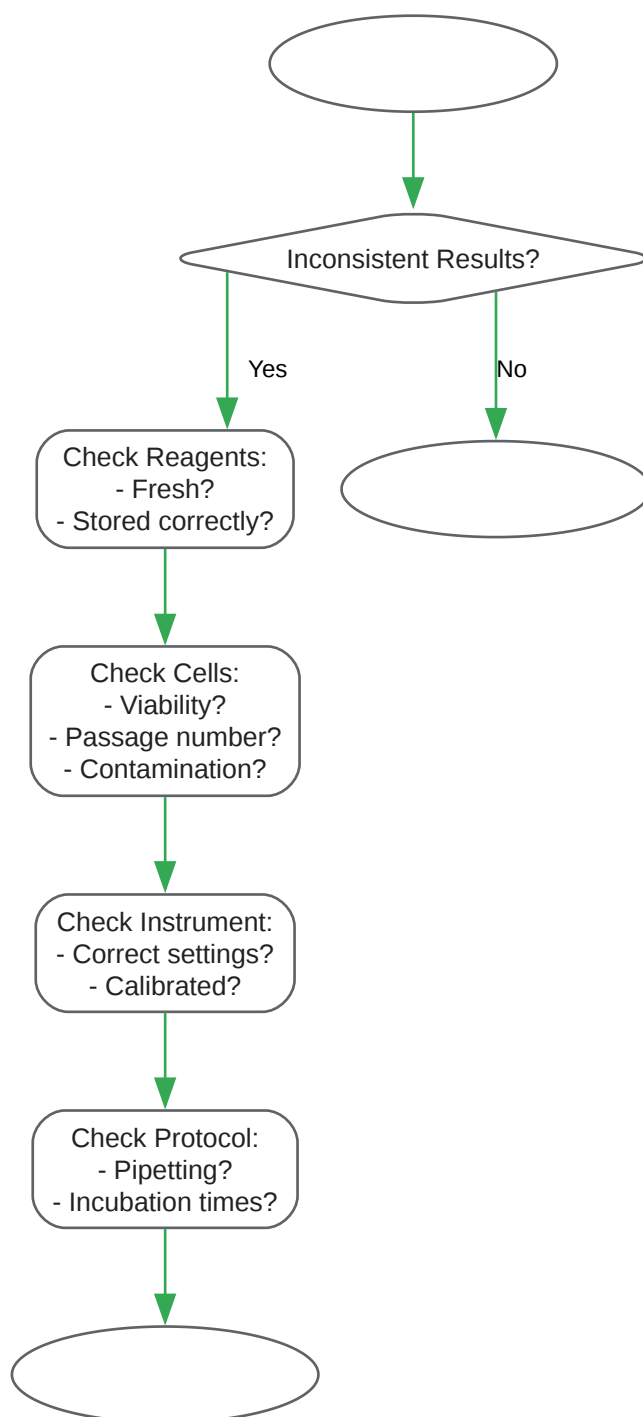 Inconsistent Results?
Yes
No
Check Reagents:
- Fresh?
- Stored correctly?
Check Cells:
- Viability?
- Passage number?
- Contamination?
Check Instrument:
- Correct settings?
- Calibrated?
Check Protocol:
- Pipetting?
- Incubation times?